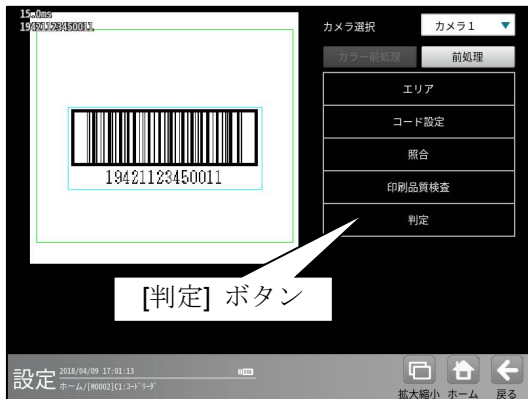 15.0ms
19421123450011
カメラ選択
カメラ1
カラー前処理
前処理
エリア
コード設定
照合
印刷品質検査
判定
19421123450011
[判定] ボタン
設定
2018/04/09 17:01:13
ホーム/[M0002]C1:コードリーダ
拡大縮小
ホーム
戻る